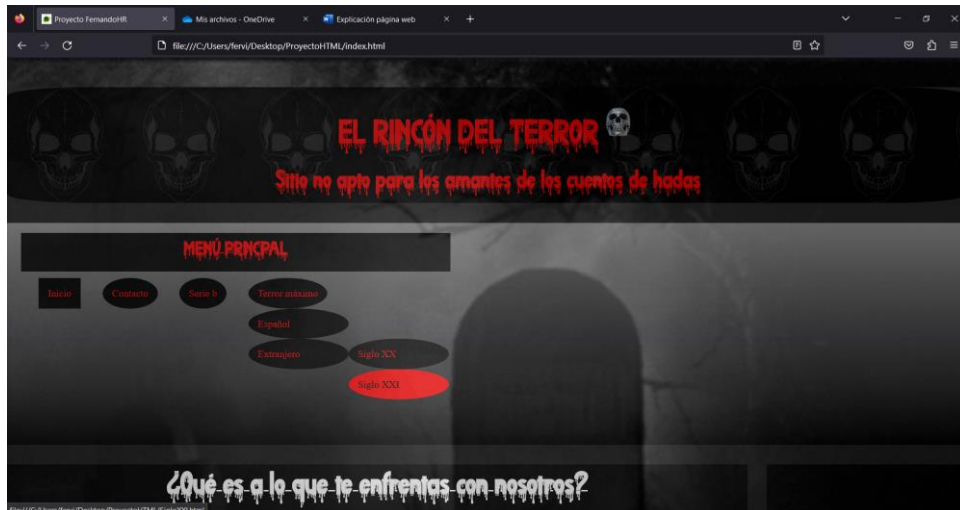 Proyecto FernandoHR
Mis archivos - OneDrive
Explicación página web
file:///C:/Users/fervi/Desktop/ProyectoHTML/index.html
EL RINCÓN DEL TERROR
Sitio no apto para los amantes de los cuentos de hadas
MENÚ PRINCPAL
Inicio Contacto Serie b Terror máximo
Español
Extranjero Siglo XX
Siglo XXI
¿Qué es a lo que te enfrentas con nosotros?